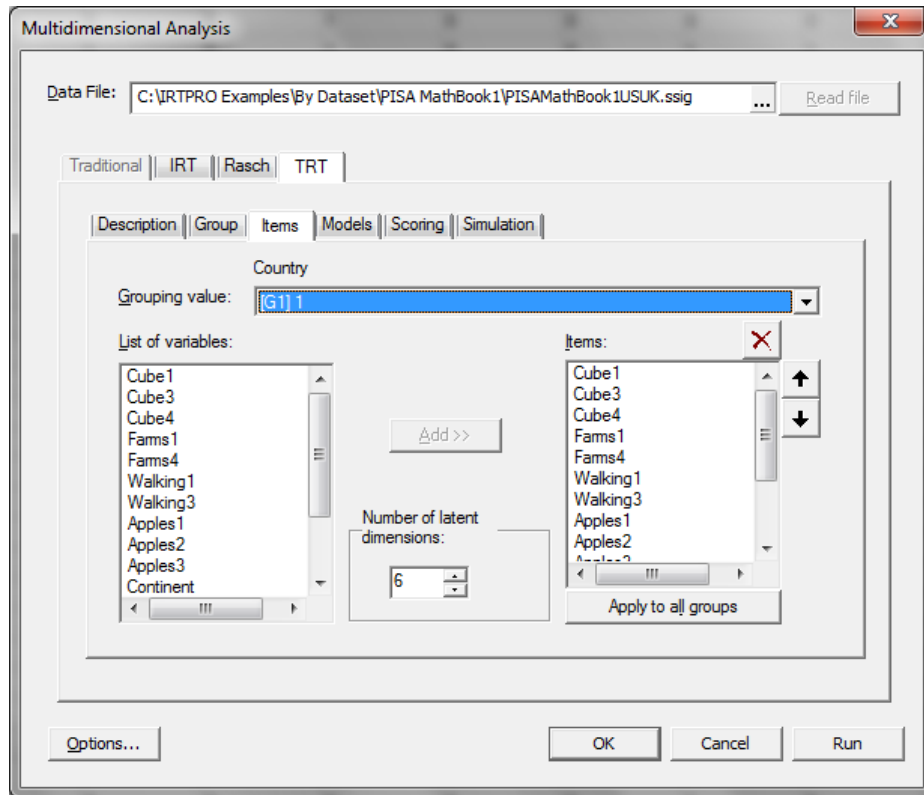 Multidimensional Analysis
Data File: C:\IRTPRO Examples\By Dataset\PISA MathBook1\PISAMathBook1USUK.ssig ... Read file
Traditional IRT Rasch TRT
Description Group Items Models Scoring Simulation
Country
Grouping value: [G1] 1
List of variables:
Cube1
Cube3
Cube4
Farms1
Farms4
Walking1
Walking3
Apples1
Apples2
Apples3
Continent
Add >>
Number of latent
dimensions:
6
Items:
Cube1
Cube3
Cube4
Farms1
Farms4
Walking1
Walking3
Apples1
Apples2
Apply to all groups
Options... OK Cancel Run